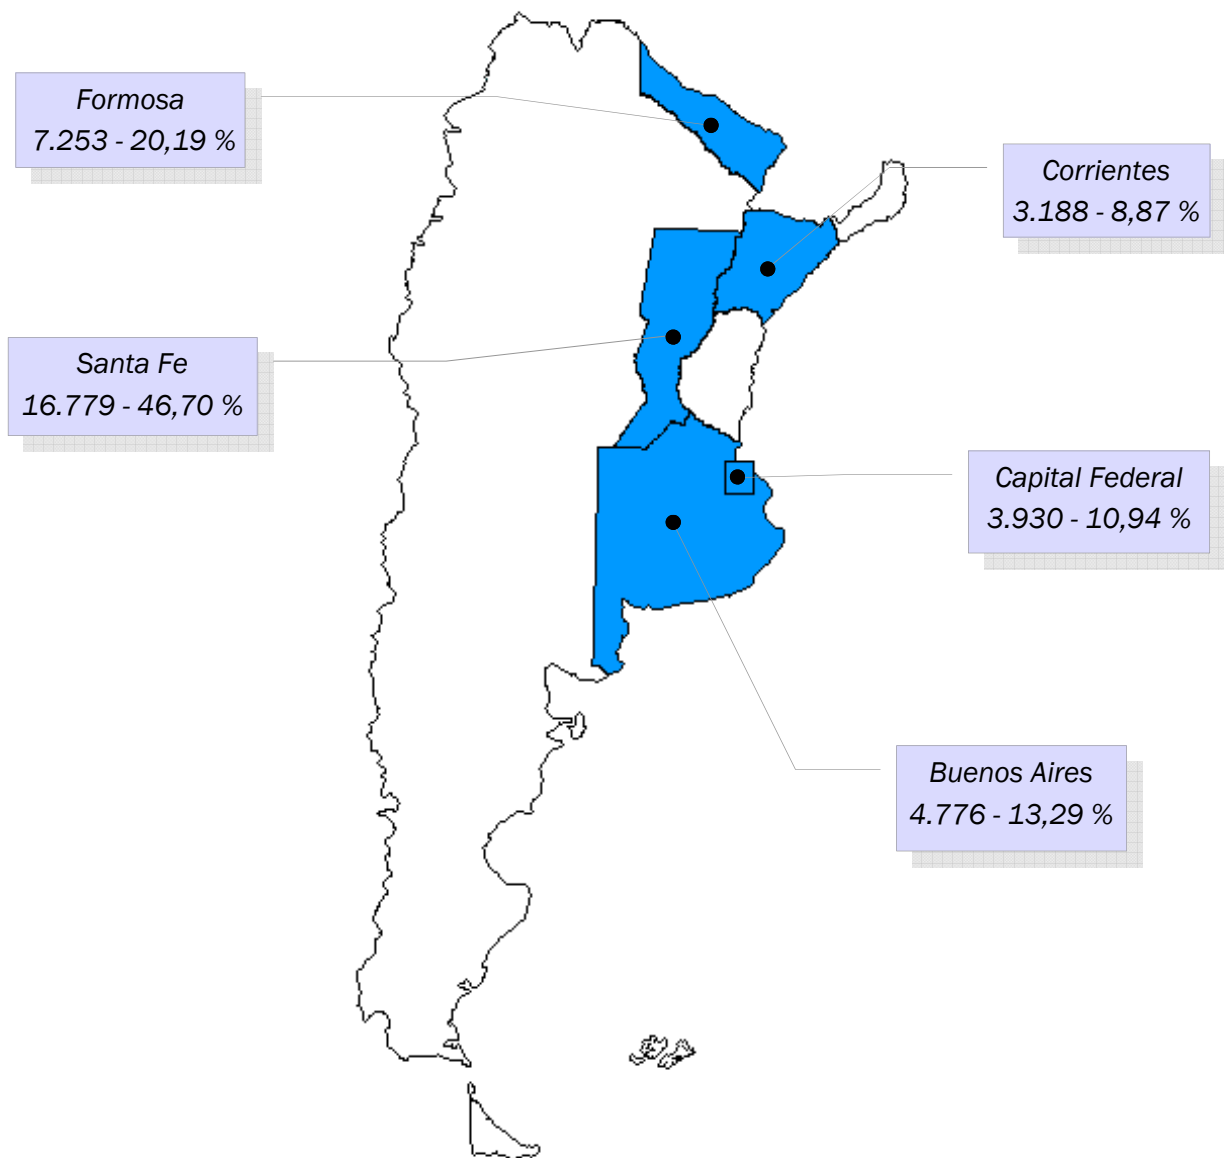 Formosa
7.253 - 20,19 %
Corrientes
3.188 - 8,87 %
Santa Fe
16.779 - 46,70 %
Capital Federal
3.930 - 10,94 %
Buenos Aires
4.776 - 13,29 %